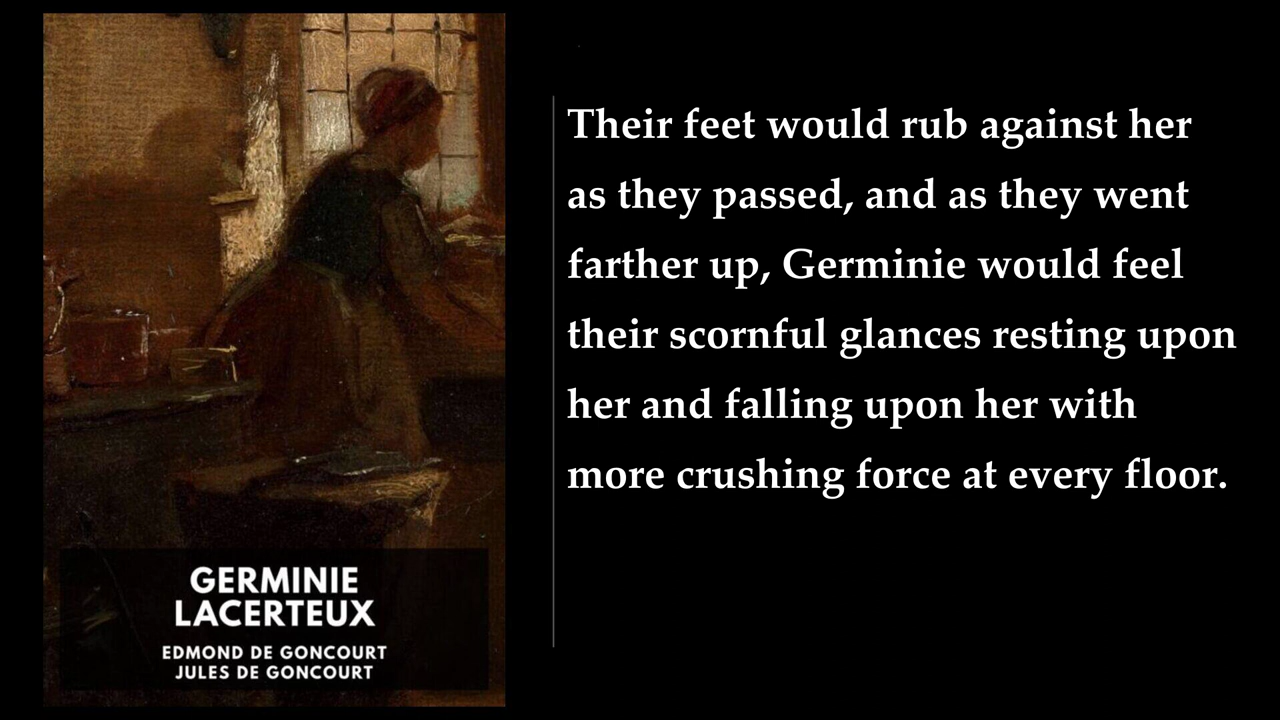 Their feet would rub against her
as they passed, and as they went
farther up, Germinie would feel
their scornful glances resting upon
her and falling upon her with
more crushing force at every floor.
GERMINIE
LACERTEUX
EDMOND DE GONCOURT
JULES DE GONCOURT